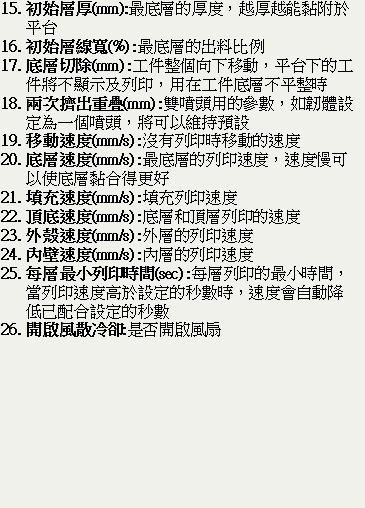 15. 初始層厚(mm):最底層的厚度，越厚越能黏附於
平台
16. 初始層線寬(%) :最底層的出料比例
17. 底層切除(mm) :工件整個向下移動，平台下的工
件將不顯示及列印，用在工件底層不平整時
18. 兩次擠出重疊(mm) :雙噴頭用的參數，如韌體設
定為一個噴頭，將可以維持預設
19. 移動速度(mm/s) :沒有列印時移動的速度
20. 底層速度(mm/s) :最底層的列印速度，速度慢可
以使底層黏合得更好
21. 填充速度(mm/s) :填充列印速度
22. 頂底速度(mm/s) :底層和頂層列印的速度
23. 外殼速度(mm/s) :外層的列印速度
24. 內壁速度(mm/s) :內層的列印速度
25. 每層最小列印時間(sec) :每層列印的最小時間，
當列印速度高於設定的秒數時，速度會自動降
低已配合設定的秒數
26. 開啟風散冷卻:是否開啟風扇